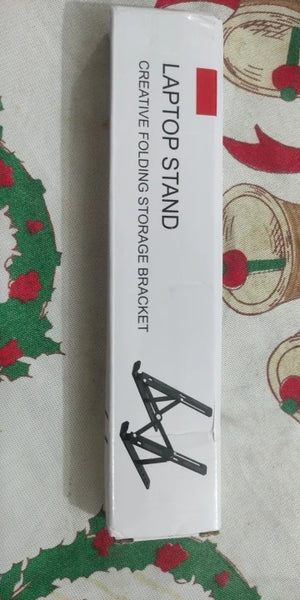 LAPTOP STAND
CREATIVE FOLDING STORAGE BRACKET